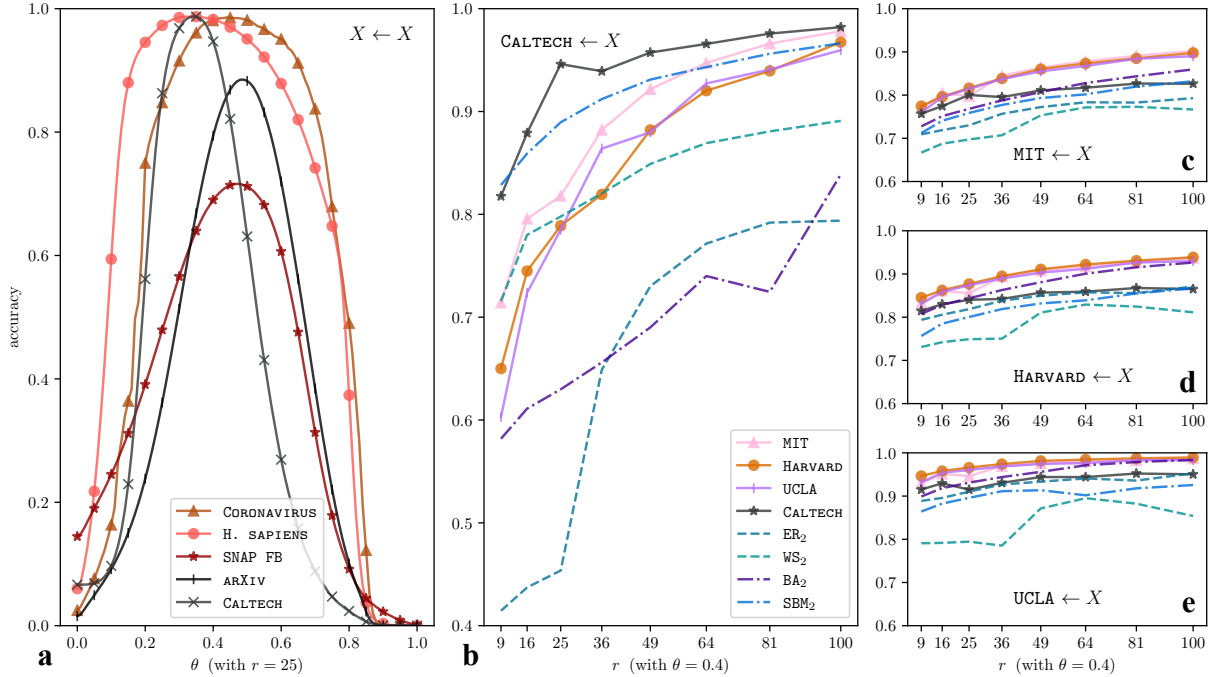 accuracy
1.0
0.8
0.6
0.4
0.2
0.0
X ← X
CORONAVIRUS
H. SAPIENS
SNAP FB
ARXIV
CALTECH
0.0 0.2 0.4 0.6 0.8 1.0
θ (with r = 25)
a
1.0
0.9
0.8
0.7
0.6
0.5
0.4
CALTECH ← X
MIT
HARVARD
UCLA
CALTECH
ER₂
WS₂
BA₂
SBM₂
9 16 25 36 49 64 81 100
r (with θ = 0.4)
b
1.0
0.9
0.8
0.7
0.6
MIT ← X
c
9 16 25 36 49 64 81 100
1.0
0.9
0.8
0.7
0.6
HARVARD ← X
d
9 16 25 36 49 64 81 100
1.0
0.9
0.8
0.7
0.6
UCLA ← X
e
9 16 25 36 49 64 81 100
r (with θ = 0.4)